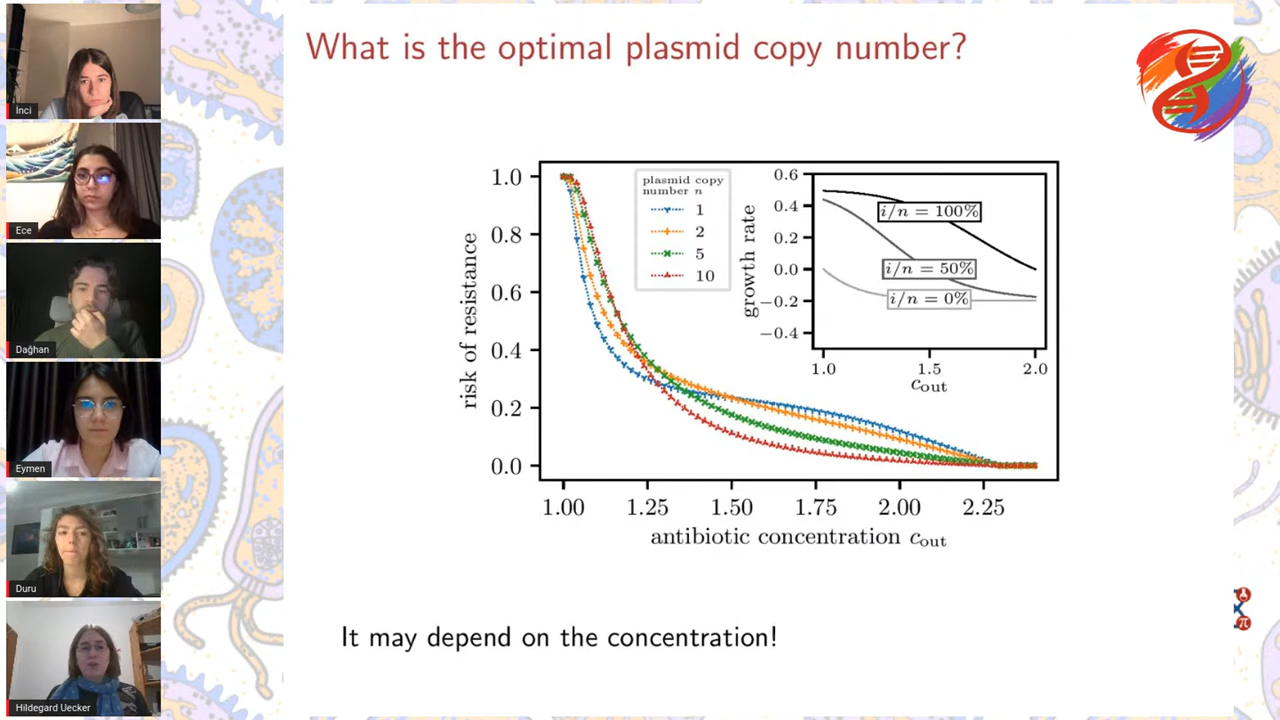 What is the optimal plasmid copy number?
Inci
Ece
Dağhan
Eymen
Duru
Hildegard Uecker
risk of resistance
1.0
0.8
0.6
0.4
0.2
0.0
1.00 1.25 1.50 1.75 2.00 2.25
antibiotic concentration cout
plasmid copy
number n
1
2
5
10
growth rate
0.6
0.4
0.2
0.0
−0.2
−0.4
i/n = 100%
i/n = 50%
i/n = 0%
1.0 1.5 2.0
cout
It may depend on the concentration!
π